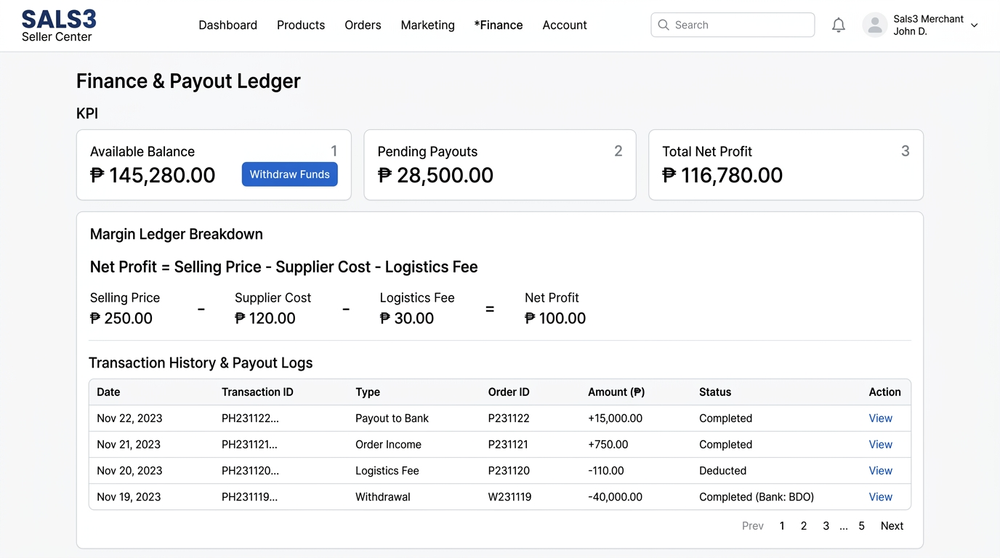 SALS3
Seller Center
Dashboard Products Orders Marketing *Finance Account
Search
Sals3 Merchant
John D.
Finance & Payout Ledger
KPI
Available Balance 1
₱ 145,280.00 Withdraw Funds
Pending Payouts 2
₱ 28,500.00
Total Net Profit 3
₱ 116,780.00
Margin Ledger Breakdown
Net Profit = Selling Price - Supplier Cost - Logistics Fee
Selling Price - Supplier Cost - Logistics Fee = Net Profit
₱ 250.00 ₱ 120.00 ₱ 30.00 ₱ 100.00
Transaction History & Payout Logs
Date Transaction ID Type Order ID Amount (₱) Status Action
Nov 22, 2023 PH231122... Payout to Bank P231122 +15,000.00 Completed View
Nov 21, 2023 PH231121... Order Income P231121 +750.00 Completed View
Nov 20, 2023 PH231120... Logistics Fee P231120 -110.00 Deducted View
Nov 19, 2023 PH231119... Withdrawal W231119 -40,000.00 Completed (Bank: BDO) View
Prev 1 2 3 ... 5 Next